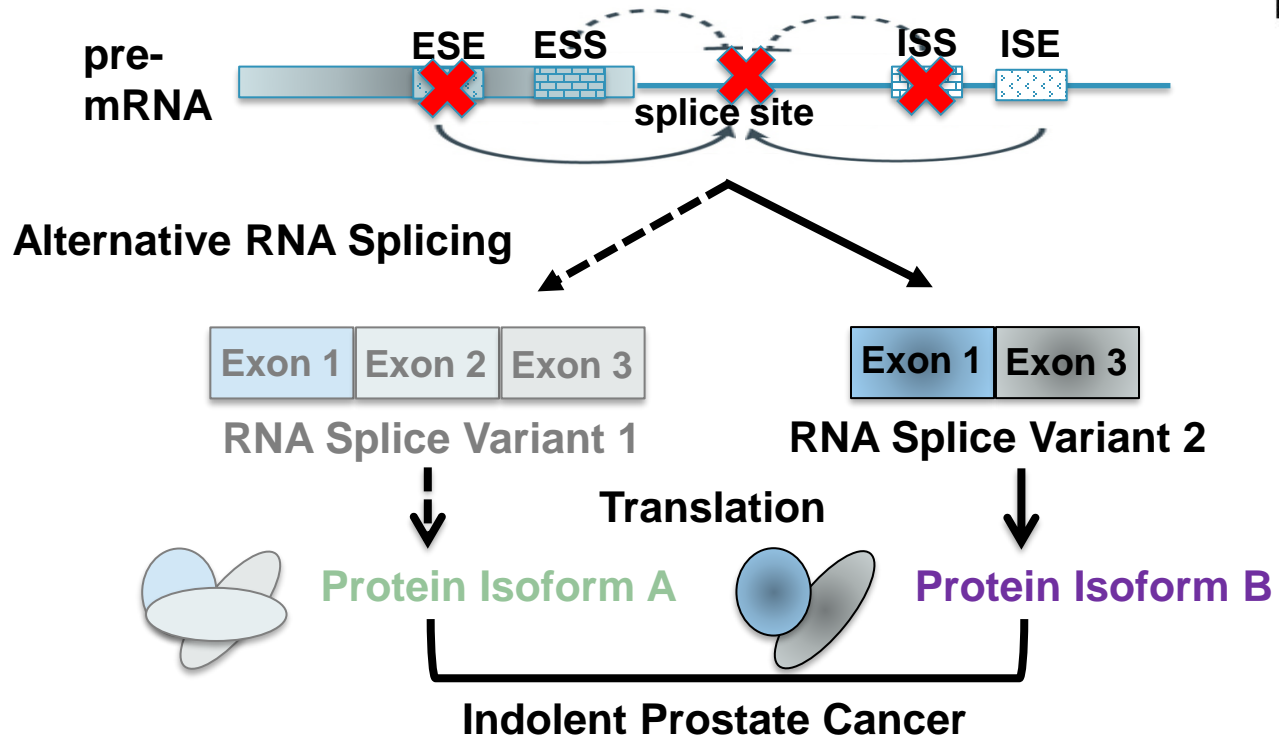 pre-
mRNA
ESE
ESS
ISS
ISE
splice site
Alternative RNA Splicing
Exon 1
Exon 2
Exon 3
Exon 1
Exon 3
RNA Splice Variant 1
RNA Splice Variant 2
Translation
Protein Isoform A
Protein Isoform B
Indolent Prostate Cancer